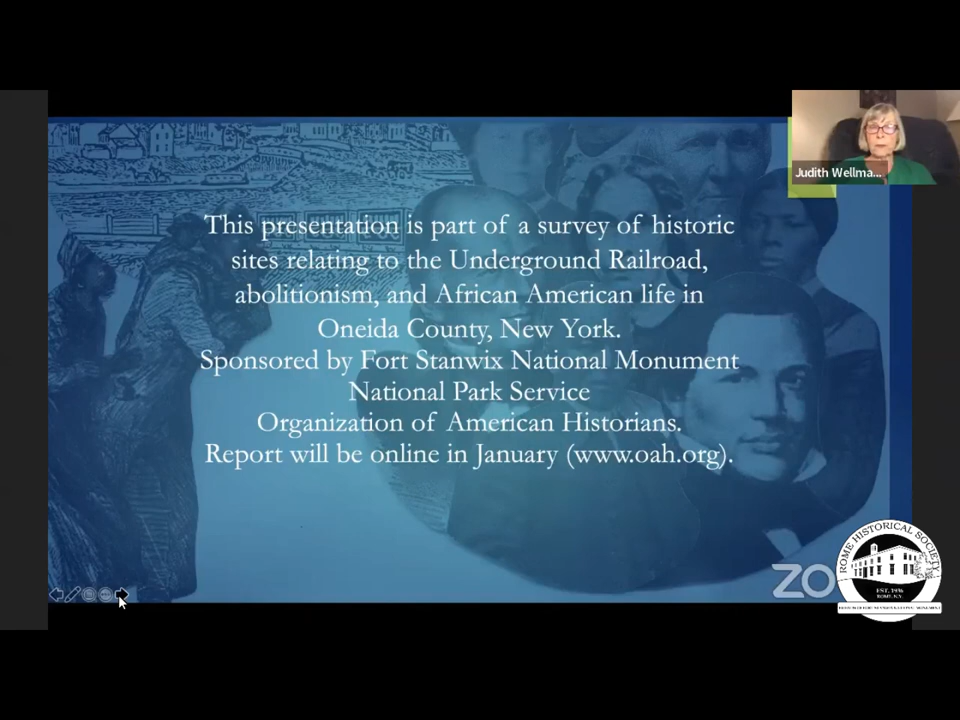 Judith Wellma...
This presentation is part of a survey of historic
sites relating to the Underground Railroad,
abolitionism, and African American life in
Oneida County, New York.
Sponsored by Fort Stanwix National Monument
National Park Service
Organization of American Historians.
Report will be online in January (www.oah.org).
ZO
ROME HISTORICAL SOCIETY
EST. 1936
ROME, N.Y.